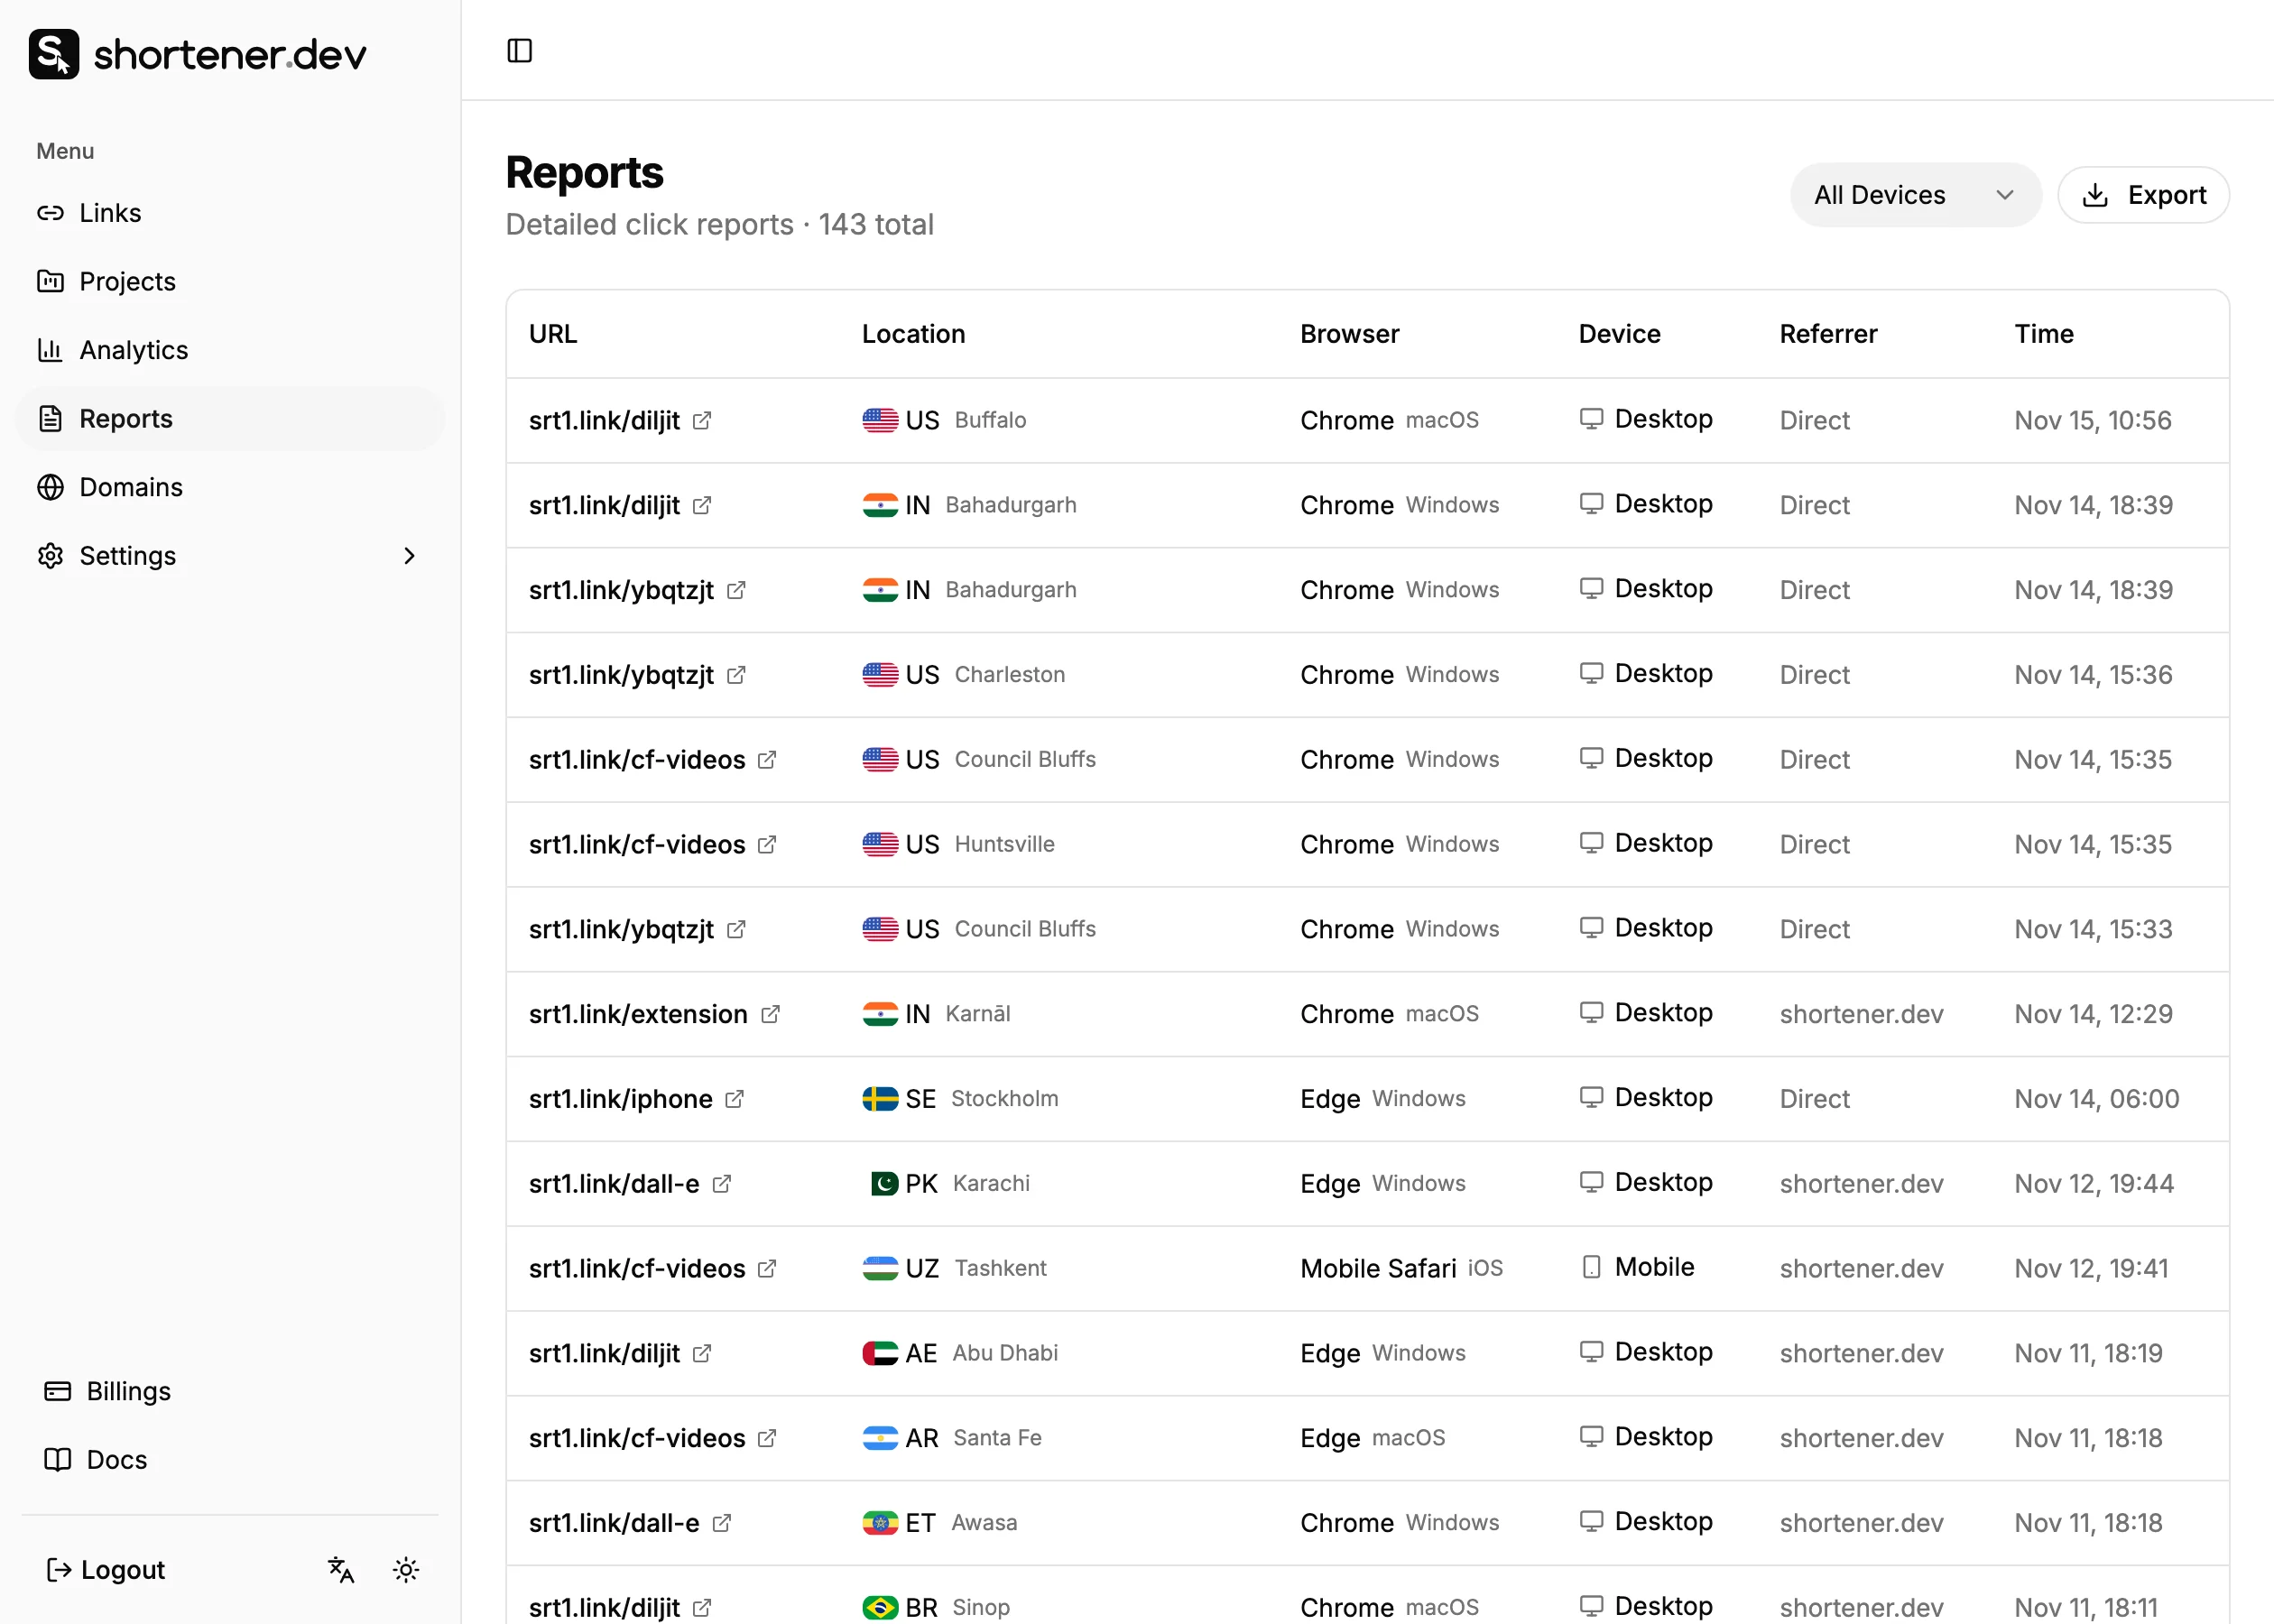 shortener.dev
Menu
Links
Projects
Analytics
Reports
Domains
Settings
Billings
Docs
Logout
Reports
Detailed click reports · 143 total
All Devices
Export
URL Location Browser Device Referrer Time
srt1.link/diljit US Buffalo Chrome macOS Desktop Direct Nov 15, 10:56
srt1.link/diljit IN Bahadurgarh Chrome Windows Desktop Direct Nov 14, 18:39
srt1.link/ybqtzjt IN Bahadurgarh Chrome Windows Desktop Direct Nov 14, 18:39
srt1.link/ybqtzjt US Charleston Chrome Windows Desktop Direct Nov 14, 15:36
srt1.link/cf-videos US Council Bluffs Chrome Windows Desktop Direct Nov 14, 15:35
srt1.link/cf-videos US Huntsville Chrome Windows Desktop Direct Nov 14, 15:35
srt1.link/ybqtzjt US Council Bluffs Chrome Windows Desktop Direct Nov 14, 15:33
srt1.link/extension IN Karnāl Chrome macOS Desktop shortener.dev Nov 14, 12:29
srt1.link/iphone SE Stockholm Edge Windows Desktop Direct Nov 14, 06:00
srt1.link/dall-e PK Karachi Edge Windows Desktop shortener.dev Nov 12, 19:44
srt1.link/cf-videos UZ Tashkent Mobile Safari iOS Mobile shortener.dev Nov 12, 19:41
srt1.link/diljit AE Abu Dhabi Edge Windows Desktop shortener.dev Nov 11, 18:19
srt1.link/cf-videos AR Santa Fe Edge macOS Desktop shortener.dev Nov 11, 18:18
srt1.link/dall-e ET Awasa Chrome Windows Desktop shortener.dev Nov 11, 18:18
srt1.link/diljit BR Sinop Chrome macOS Desktop shortener.dev Nov 11, 18:11